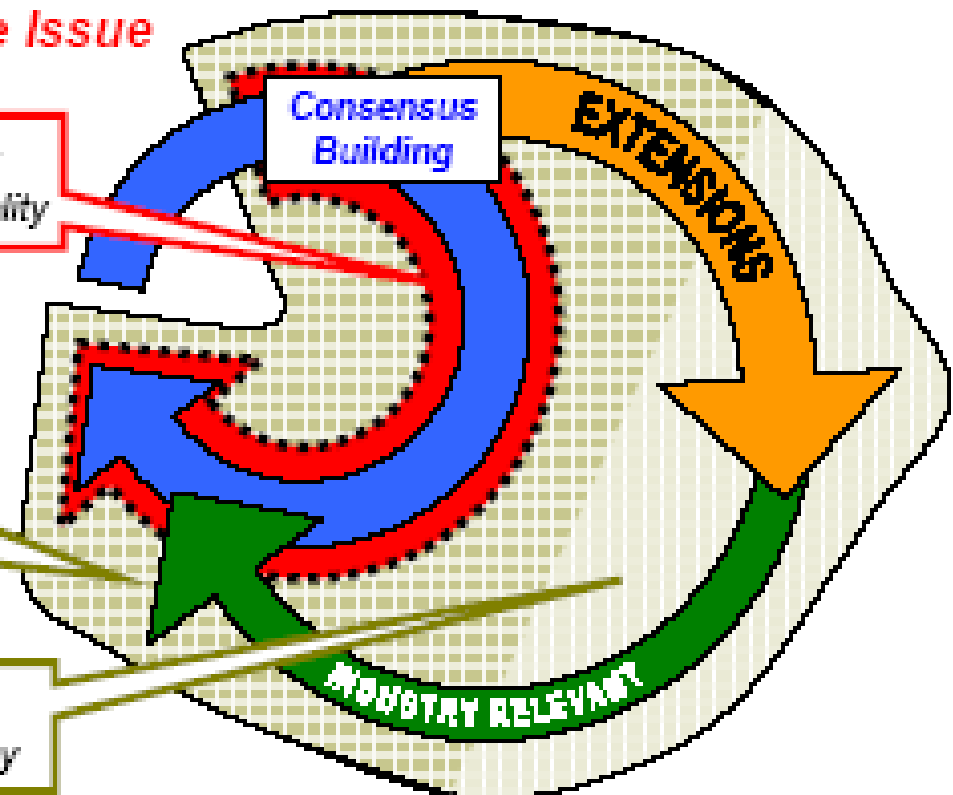 e Issue
Consensus
Building
EXTENSIONS
lity
INDUSTRY RELEVANT
y